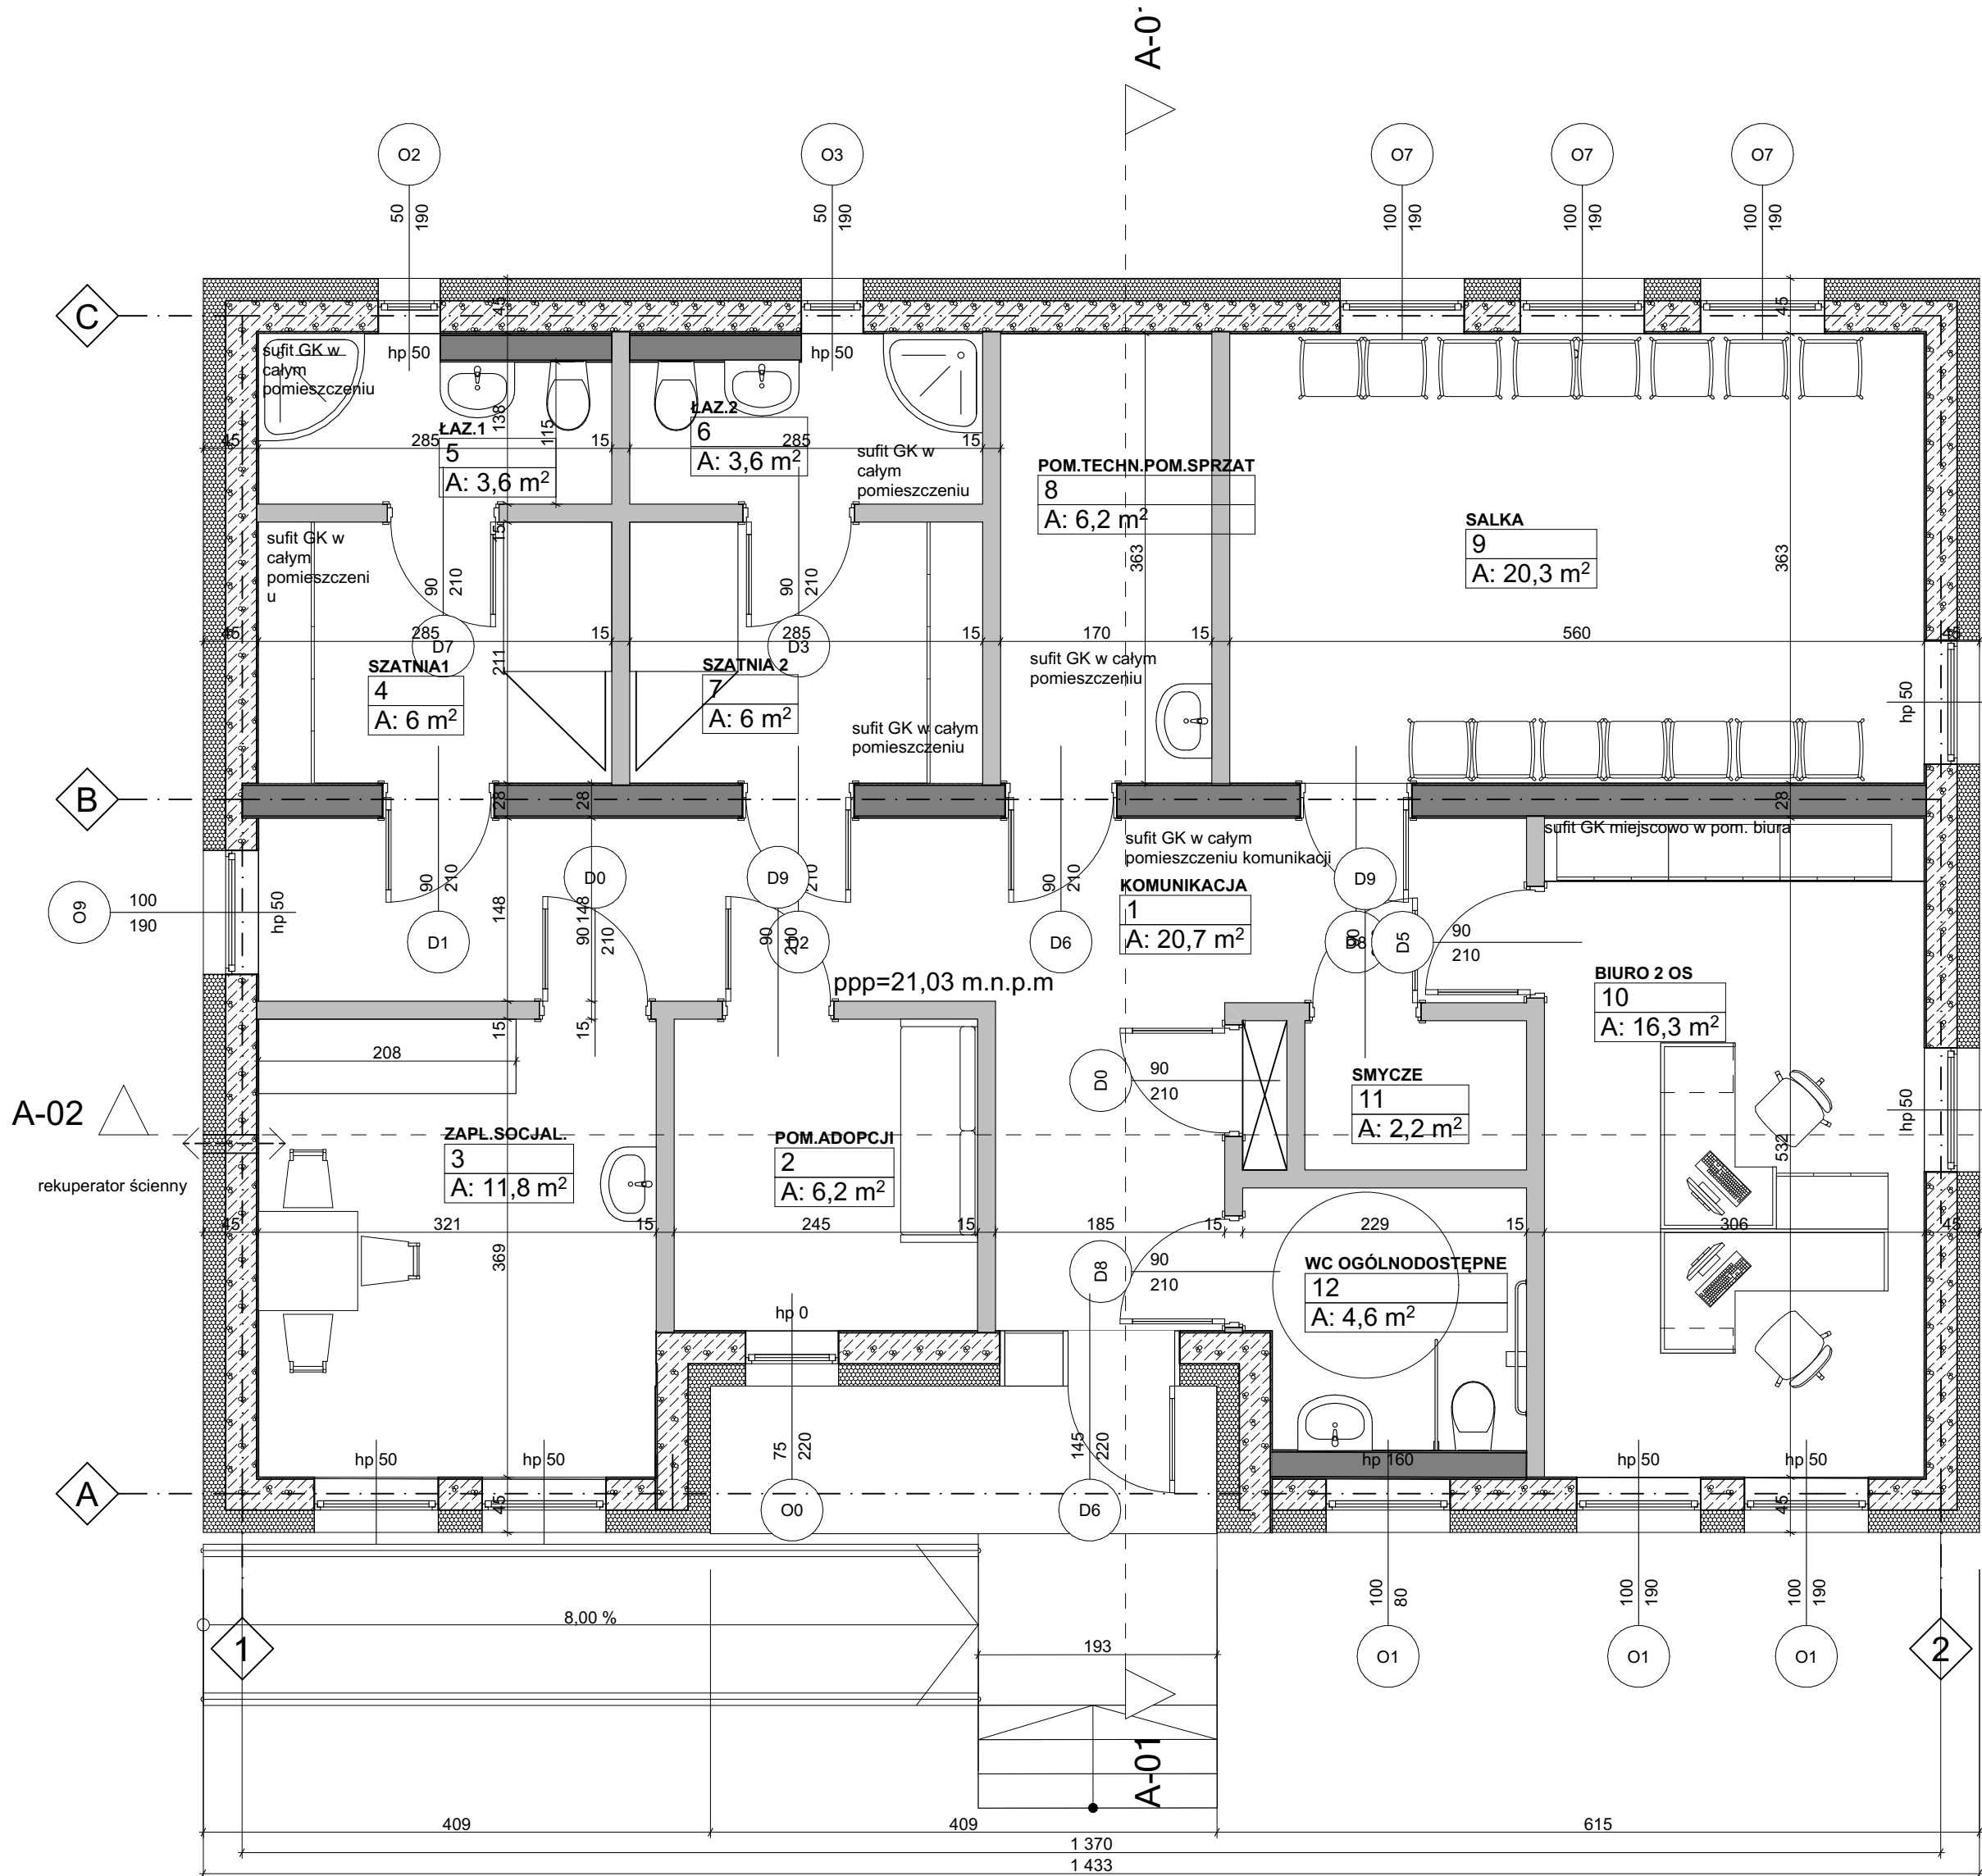 A-01
O2
O3
O7
O7
O7
50
190
50
190
100
190
100
190
100
190
C
45
45
sufit GK w
całym
pomieszczeniu
hp 50
hp 50
138
115
ŁAZ.1
5
A: 3,6 m²
ŁAZ.2
6
A: 3,6 m²
45
285
15
285
15
sufit GK w
całym
pomieszczeniu
POM.TECHN.POM.SPRZAT
8
A: 6,2 m²
SALKA
9
A: 20,3 m²
sufit GK w
całym
pomieszczeni
u
15
90
210
90
210
363
363
45
285
15
285
15
170
15
560
45
D7
D3
211
SZATNIA1
4
A: 6 m²
SZATNIA 2
7
A: 6 m²
sufit GK w całym
pomieszczeniu
sufit GK w całym
pomieszczeniu
hp 50
B
28
28
28
sufit GK w całym
pomieszczeniu komunikacji
sufit GK miejscowo w pom. biura
O9
100
190
hp 50
90
210
D0
D9
210
90
210
D9
KOMUNIKACJA
1
A: 20,7 m²
148
148
90
210
D1
90
210
D2
D6
D8
90
D5
90
210
ppp=21,03 m.n.p.m
BIURO 2 OS
10
A: 16,3 m²
15
15
208
D0
90
210
SMYCZE
11
A: 2,2 m²
hp 50
A-02
rekuperator ścienny
ZAPL.SOCJAL.
3
A: 11,8 m²
POM.ADOPCJI
2
A: 6,2 m²
532
45
321
15
245
15
185
15
229
15
306
45
369
D8
90
210
WC OGÓLNODOSTĘPNE
12
A: 4,6 m²
hp 0
75
220
145
220
hp 50
hp 50
hp 160
hp 50
hp 50
A
45
45
O0
D6
100
80
100
190
100
190
8,00 %
1
193
O1
O1
O1
2
A-01
409
409
615
1 370
1 433